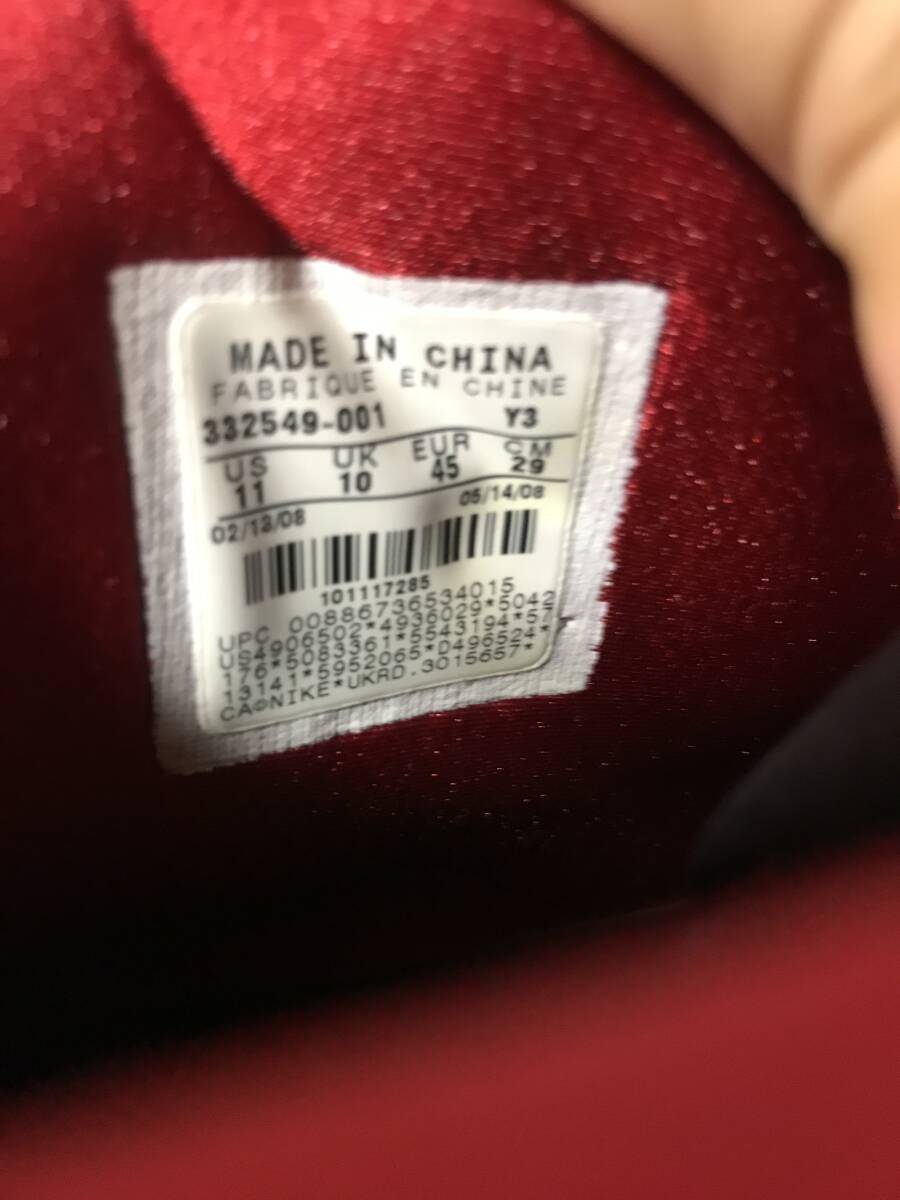 MADE IN CHINA
FABRIQUE EN CHINE
332549-001 Y3
US UK EUR CM
11 10 45 29
02/13/08 05/14/08
101117285
UPC 00886736534015
US4906502*4936029*5042
176*5083361*5543194*57
13141*5952065*D49652**
CA©NIKE*UKRD.3015657**